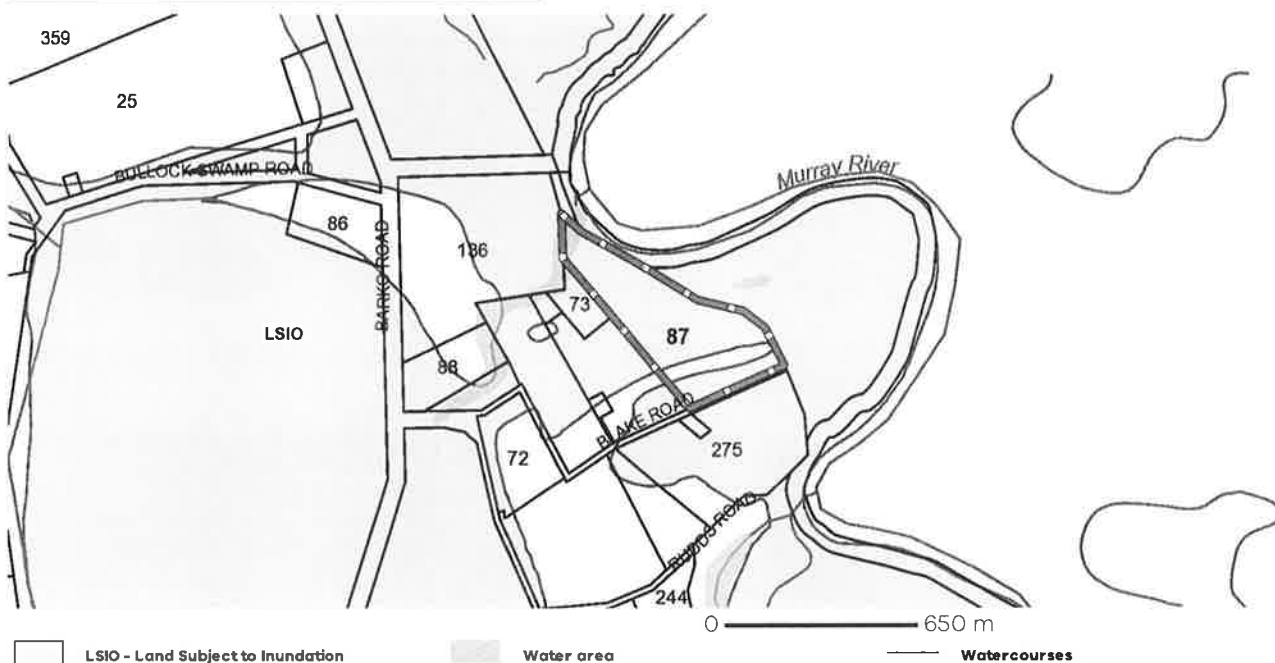 359
25
BULLOCK SWAMP ROAD
Murray River
86
BARKO ROAD
136
73
LSIO
87
88
BLAKE ROAD
72
275
RUDDS ROAD
244
0 650 m
LSIO - Land Subject to Inundation
Water area
Watercourses